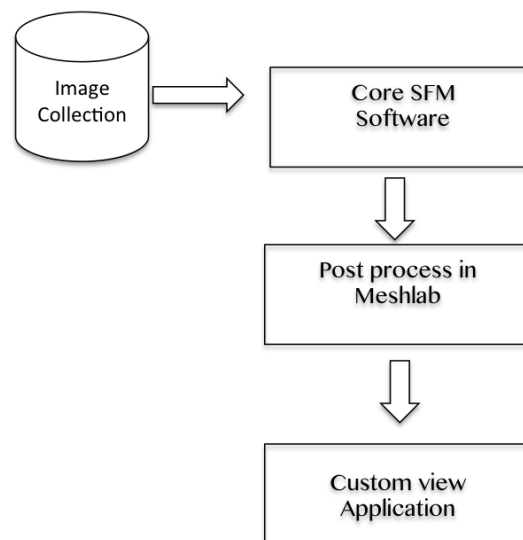 Image
Collection
Core SFM
Software
Post process in
Meshlab
Custom view
Application